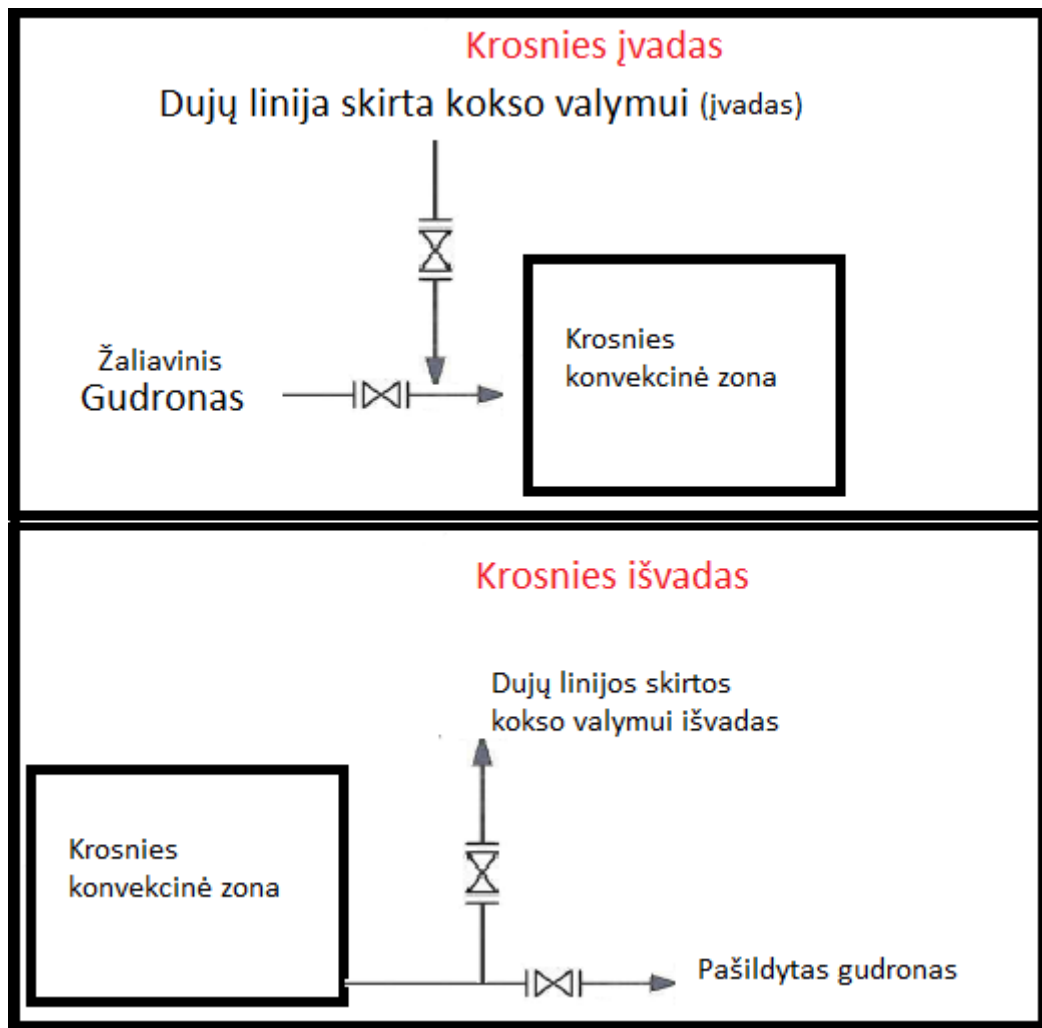 Krosnies įvadas
Dujų linija skirta kokso valymui (įvadas)
Krosnies
konvekcinė zona
Žaliavinis
Gudronas
Krosnies išvadas
Dujų linijos skirtos
kokso valymui išvadas
Krosnies
konvekcinė zona
Pašildytas gudronas